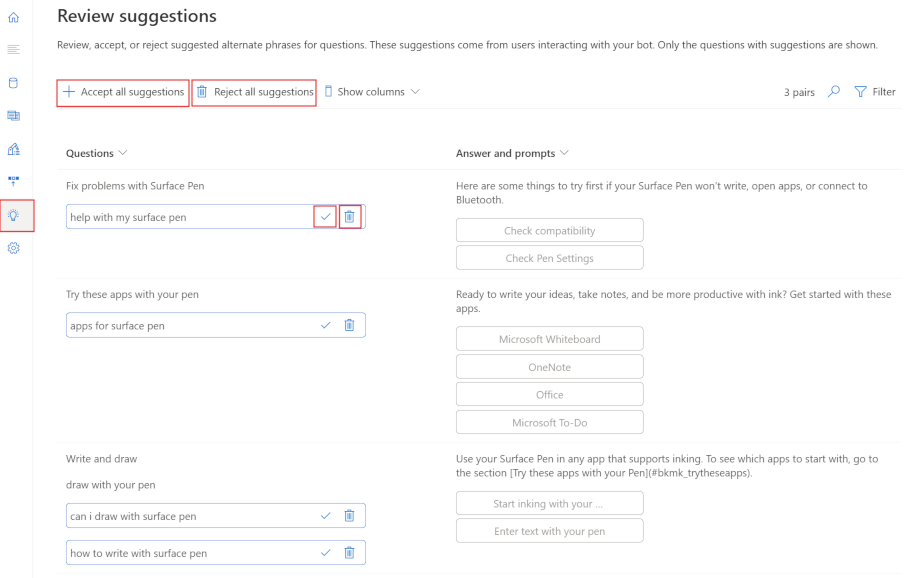 Review suggestions
Review, accept, or reject suggested alternate phrases for questions. These suggestions come from users interacting with your bot. Only the questions with suggestions are shown.
Accept all suggestions
Reject all suggestions
Show columns
3 pairs
Filter
Questions
Answer and prompts
Fix problems with Surface Pen
help with my surface pen
Here are some things to try first if your Surface Pen won't write, open apps, or connect to
Bluetooth.
Check compatibility
Check Pen Settings
Try these apps with your pen
apps for surface pen
Ready to write your ideas, take notes, and be more productive with ink? Get started with these
apps.
Microsoft Whiteboard
OneNote
Office
Microsoft To-Do
Write and draw
draw with your pen
can i draw with surface pen
how to write with surface pen
Use your Surface Pen in any app that supports inking. To see which apps to start with, go to
the section [Try these apps with your Pen](#bkmk_trytheseapps).
Start inking with your ...
Enter text with your pen